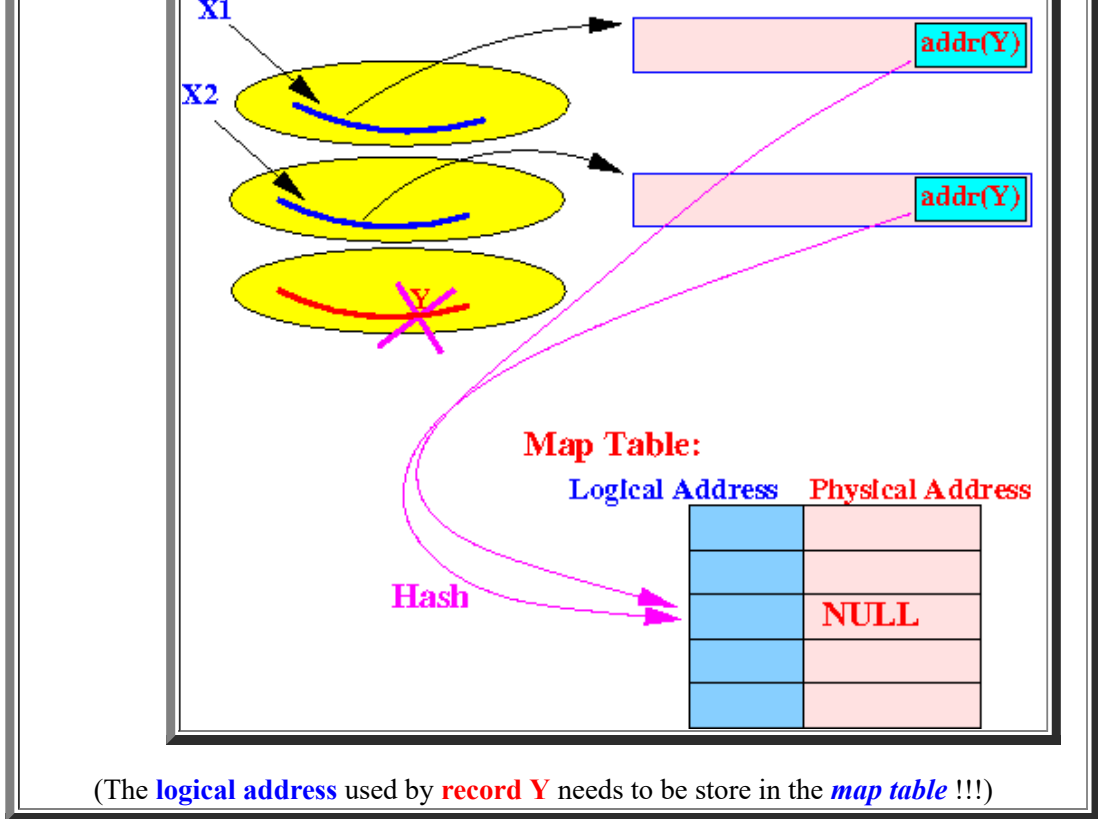 X1
addr(Y)
X2
addr(Y)
Y
Map Table:
Logical Address Physical Address
Hash
NULL
(The logical address used by record Y needs to be store in the map table !!!)